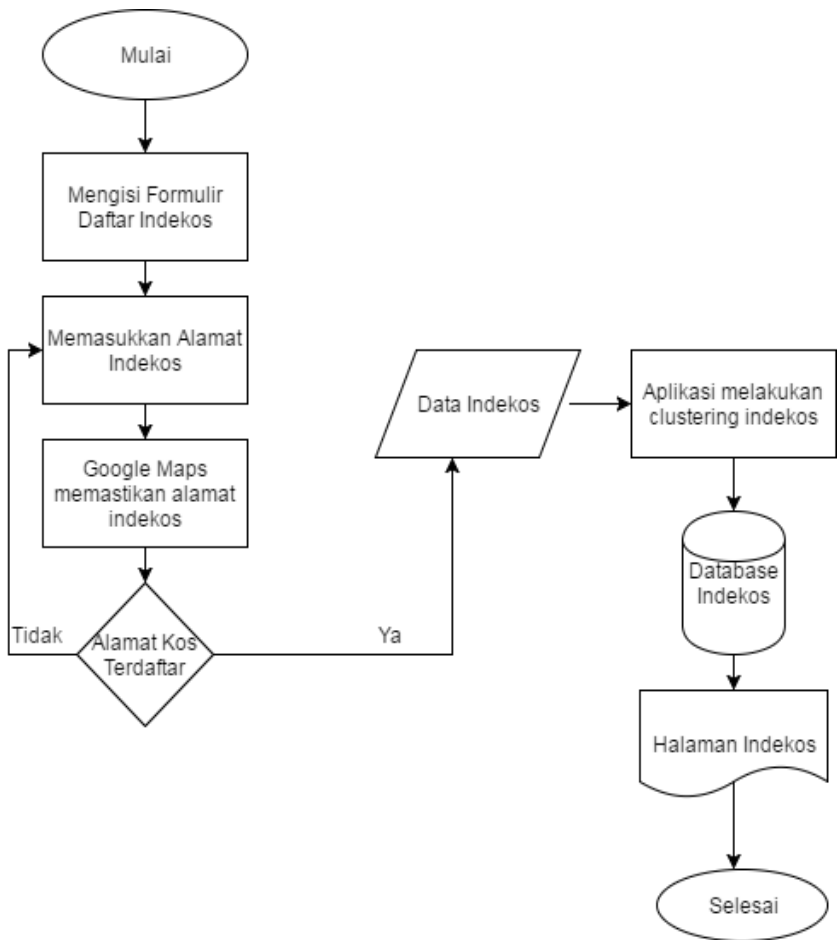 Mulai
Mengisi Formulir
Daftar Indekos
Memasukkan Alamat
Indekos
Google Maps
memastikan alamat
indekos
Alamat Kos
Terdaftar
Tidak
Ya
Data Indekos
Aplikasi melakukan
clustering indekos
Database
Indekos
Halaman Indekos
Selesai